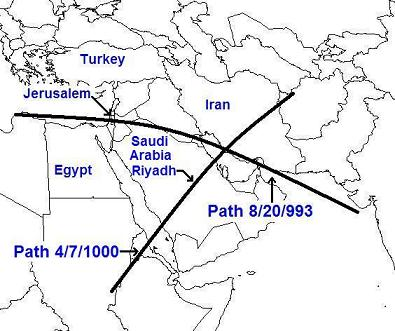 Turkey
Jerusalem
Iran
Saudi
Arabia
Riyadh
Egypt
Path 8/20/993
Path 4/7/1000